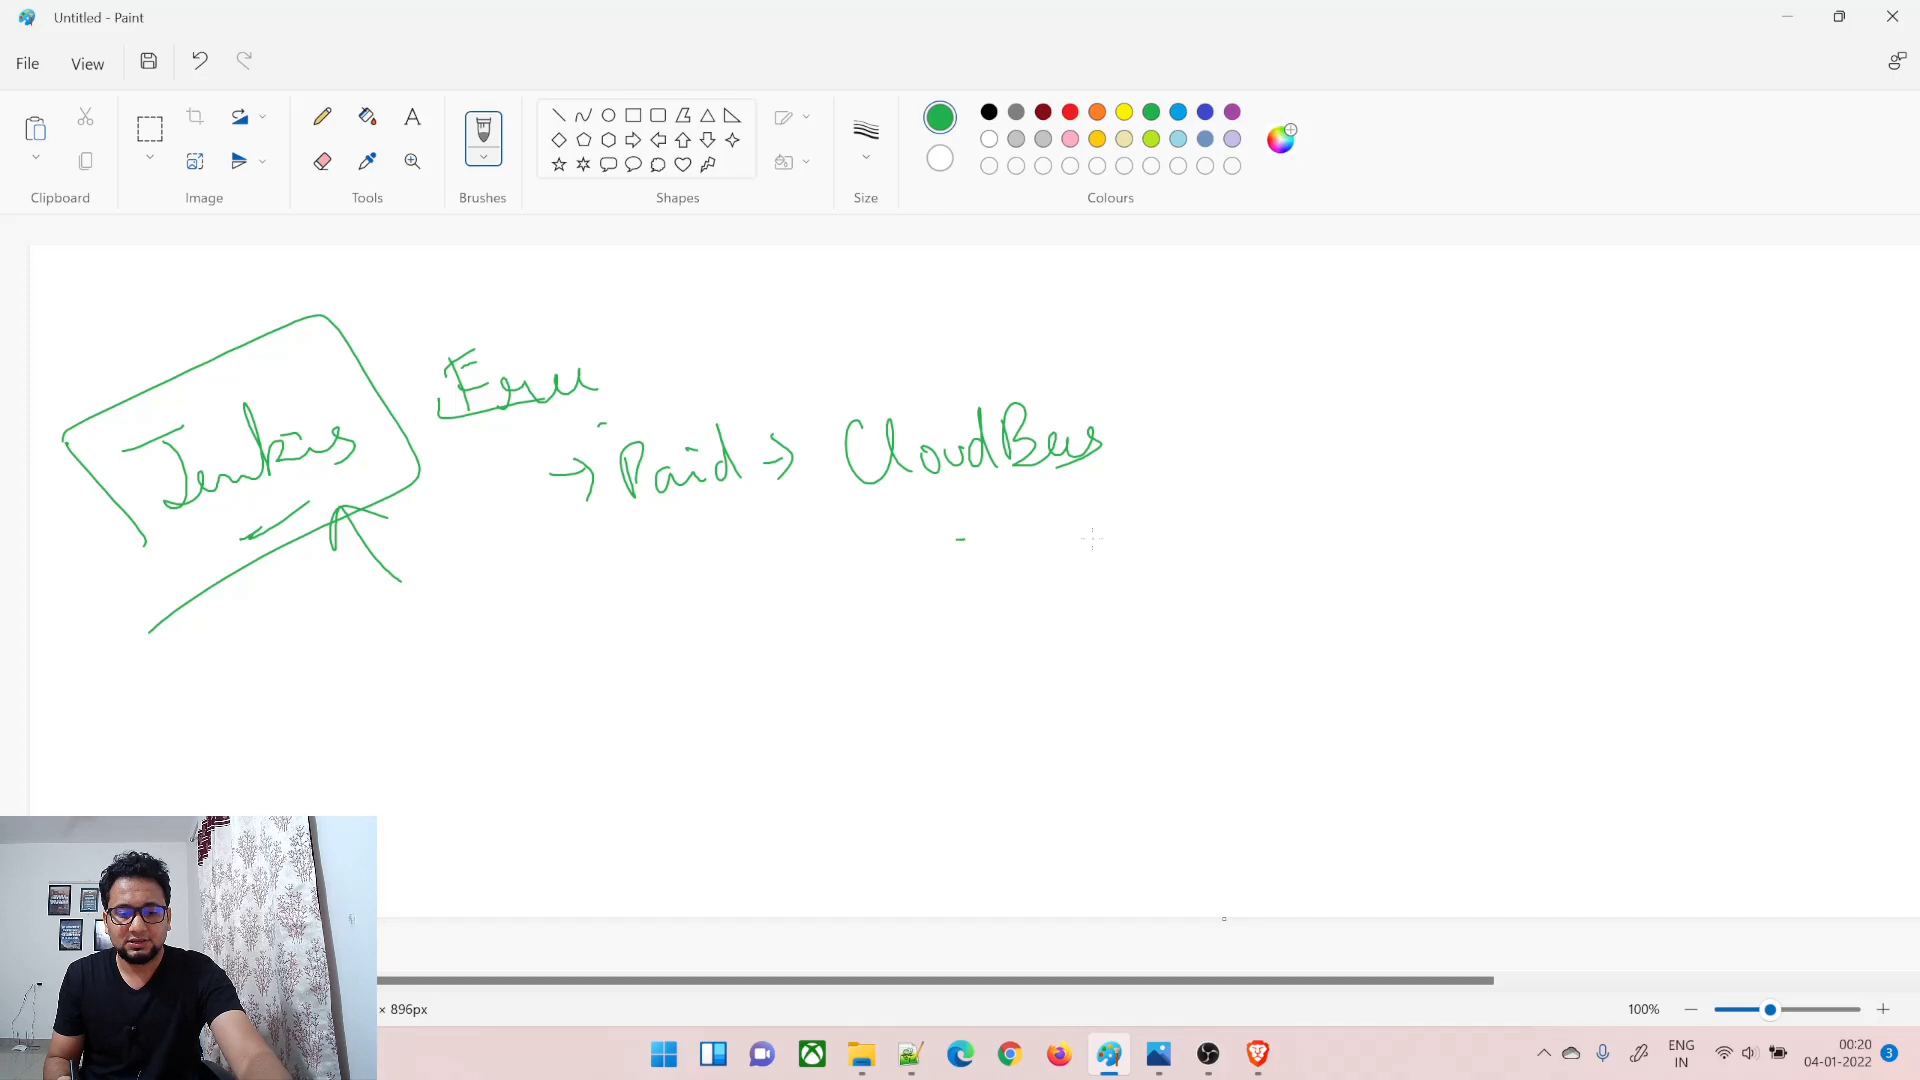 Untitled - Paint
File
View
Clipboard
Image
Tools
Brushes
Shapes
Size
Colours
Jenkins
Free
→ Paid → CloudBees
× 896px
100%
ENG
IN
00:20
04-01-2022
3